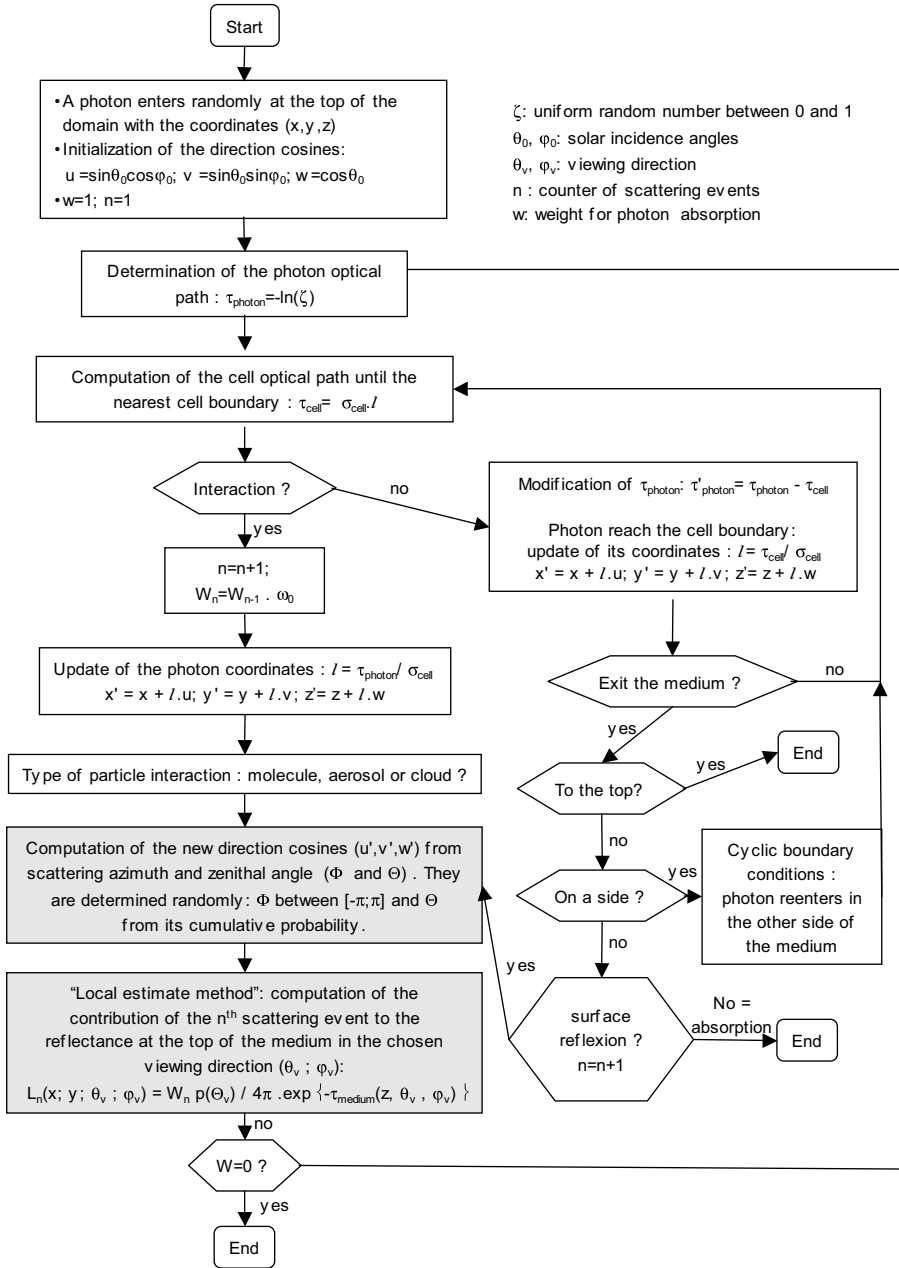 Start
•A photon enters randomly at the top of the
domain with the coordinates (x,y,z)
•Initialization of the direction cosines:
u =sinθ₀cosφ₀; v =sinθ₀sinφ₀; w =cosθ₀
•w=1; n=1
ζ: uniform random number between 0 and 1
θ₀, φ₀: solar incidence angles
θᵥ, φᵥ: viewing direction
n : counter of scattering events
w: weight for photon absorption
Determination of the photon optical
path : τphoton=-ln(ζ)
Computation of the cell optical path until the
nearest cell boundary : τcell= σcell.l
Interaction ?
no
yes
Modification of τphoton: τ'photon= τphoton - τcell
Photon reach the cell boundary:
update of its coordinates : l= τcell/ σcell
x' = x + l.u; y' = y + l.v; z'= z + l.w
n=n+1;
Wn=Wn-1 . ω₀
Update of the photon coordinates : l = τphoton/ σcell
x' = x + l.u; y' = y + l.v; z'= z + l.w
Exit the medium ?
no
yes
Type of particle interaction : molecule, aerosol or cloud ?
To the top?
yes
End
no
Computation of the new direction cosines (u',v',w') from
scattering azimuth and zenithal angle (Φ and Θ) . They
are determined randomly: Φ between [-π;π] and Θ
from its cumulative probability.
On a side ?
yes
Cyclic boundary
conditions :
photon reenters in
the other side of
the medium
no
yes
“Local estimate method”: computation of the
contribution of the nth scattering event to the
reflectance at the top of the medium in the chosen
viewing direction (θᵥ ; φᵥ):
Ln(x; y; θᵥ ; φᵥ) = Wn p(Θᵥ) / 4π .exp {-τmedium(z, θᵥ , φᵥ) }
surface
reflexion ?
n=n+1
No =
absorption
End
no
W=0 ?
yes
End